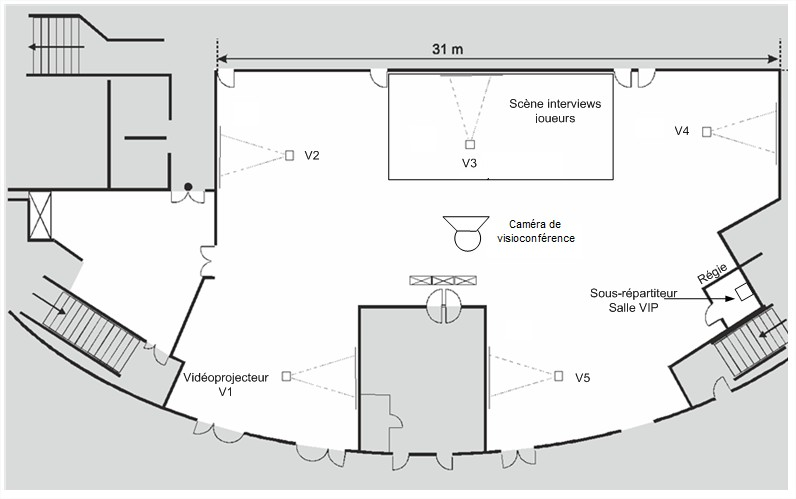 31 m
Scène interviews
joueurs
V2
V3
V4
Caméra de
visioconférence
Régie
Sous-répartiteur
Salle VIP
Vidéoprojecteur
V1
V5